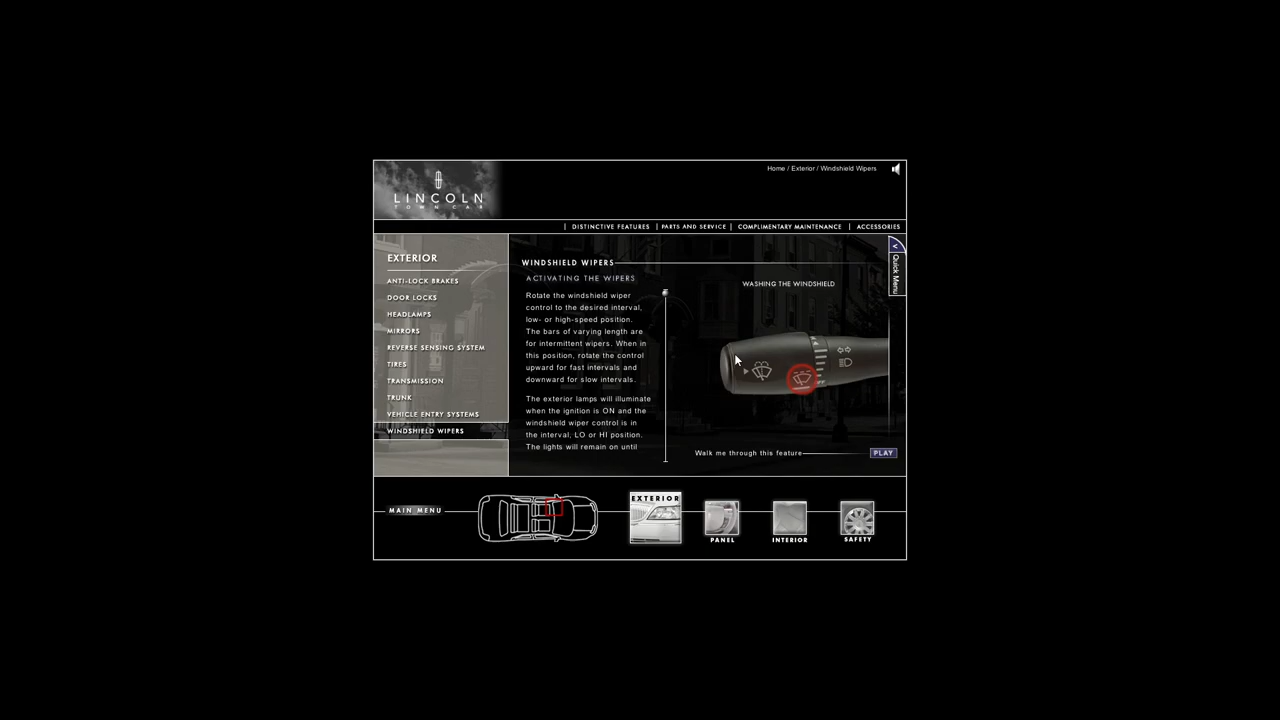 Home / Exterior / Windshield Wipers
LINCOLN
TOWN CAR
DISTINCTIVE FEATURES | PARTS AND SERVICE | COMPLIMENTARY MAINTENANCE | ACCESSORIES
EXTERIOR
ANTI-LOCK BRAKES
DOOR LOCKS
HEADLAMPS
MIRRORS
REVERSE SENSING SYSTEM
TIRES
TRANSMISSION
TRUNK
VEHICLE ENTRY SYSTEMS
WINDSHIELD WIPERS
WINDSHIELD WIPERS
ACTIVATING THE WIPERS
Rotate the windshield wiper
control to the desired interval,
low- or high-speed position.
The bars of varying length are
for intermittent wipers. When in
this position, rotate the control
upward for fast intervals and
downward for slow intervals.
The exterior lamps will illuminate
when the ignition is ON and the
windshield wiper control is in
the interval, LO or HI position.
The lights will remain on until
WASHING THE WINDSHIELD
Quick Menu
Walk me through this feature
PLAY
MAIN MENU
EXTERIOR
PANEL
INTERIOR
SAFETY